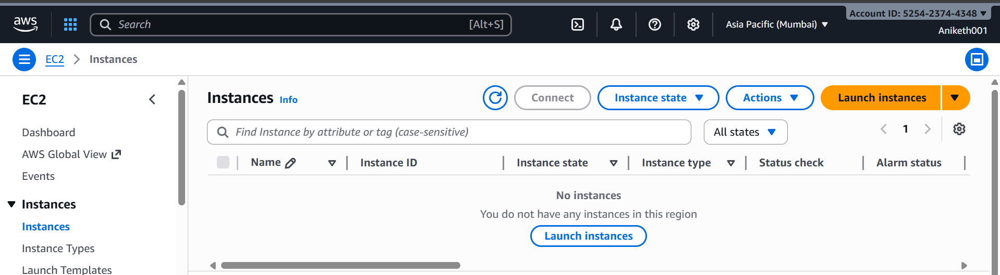 aws
Search [Alt+S]
Asia Pacific (Mumbai)
Account ID: 5254-2374-4348
Aniketh001
EC2 Instances
EC2
Dashboard
AWS Global View
Events
Instances
Instances
Instance Types
Launch Templates
Instances Info
Connect
Instance state
Actions
Launch instances
Find Instance by attribute or tag (case-sensitive)
All states
1
Name Instance ID Instance state Instance type Status check Alarm status
No instances
You do not have any instances in this region
Launch instances